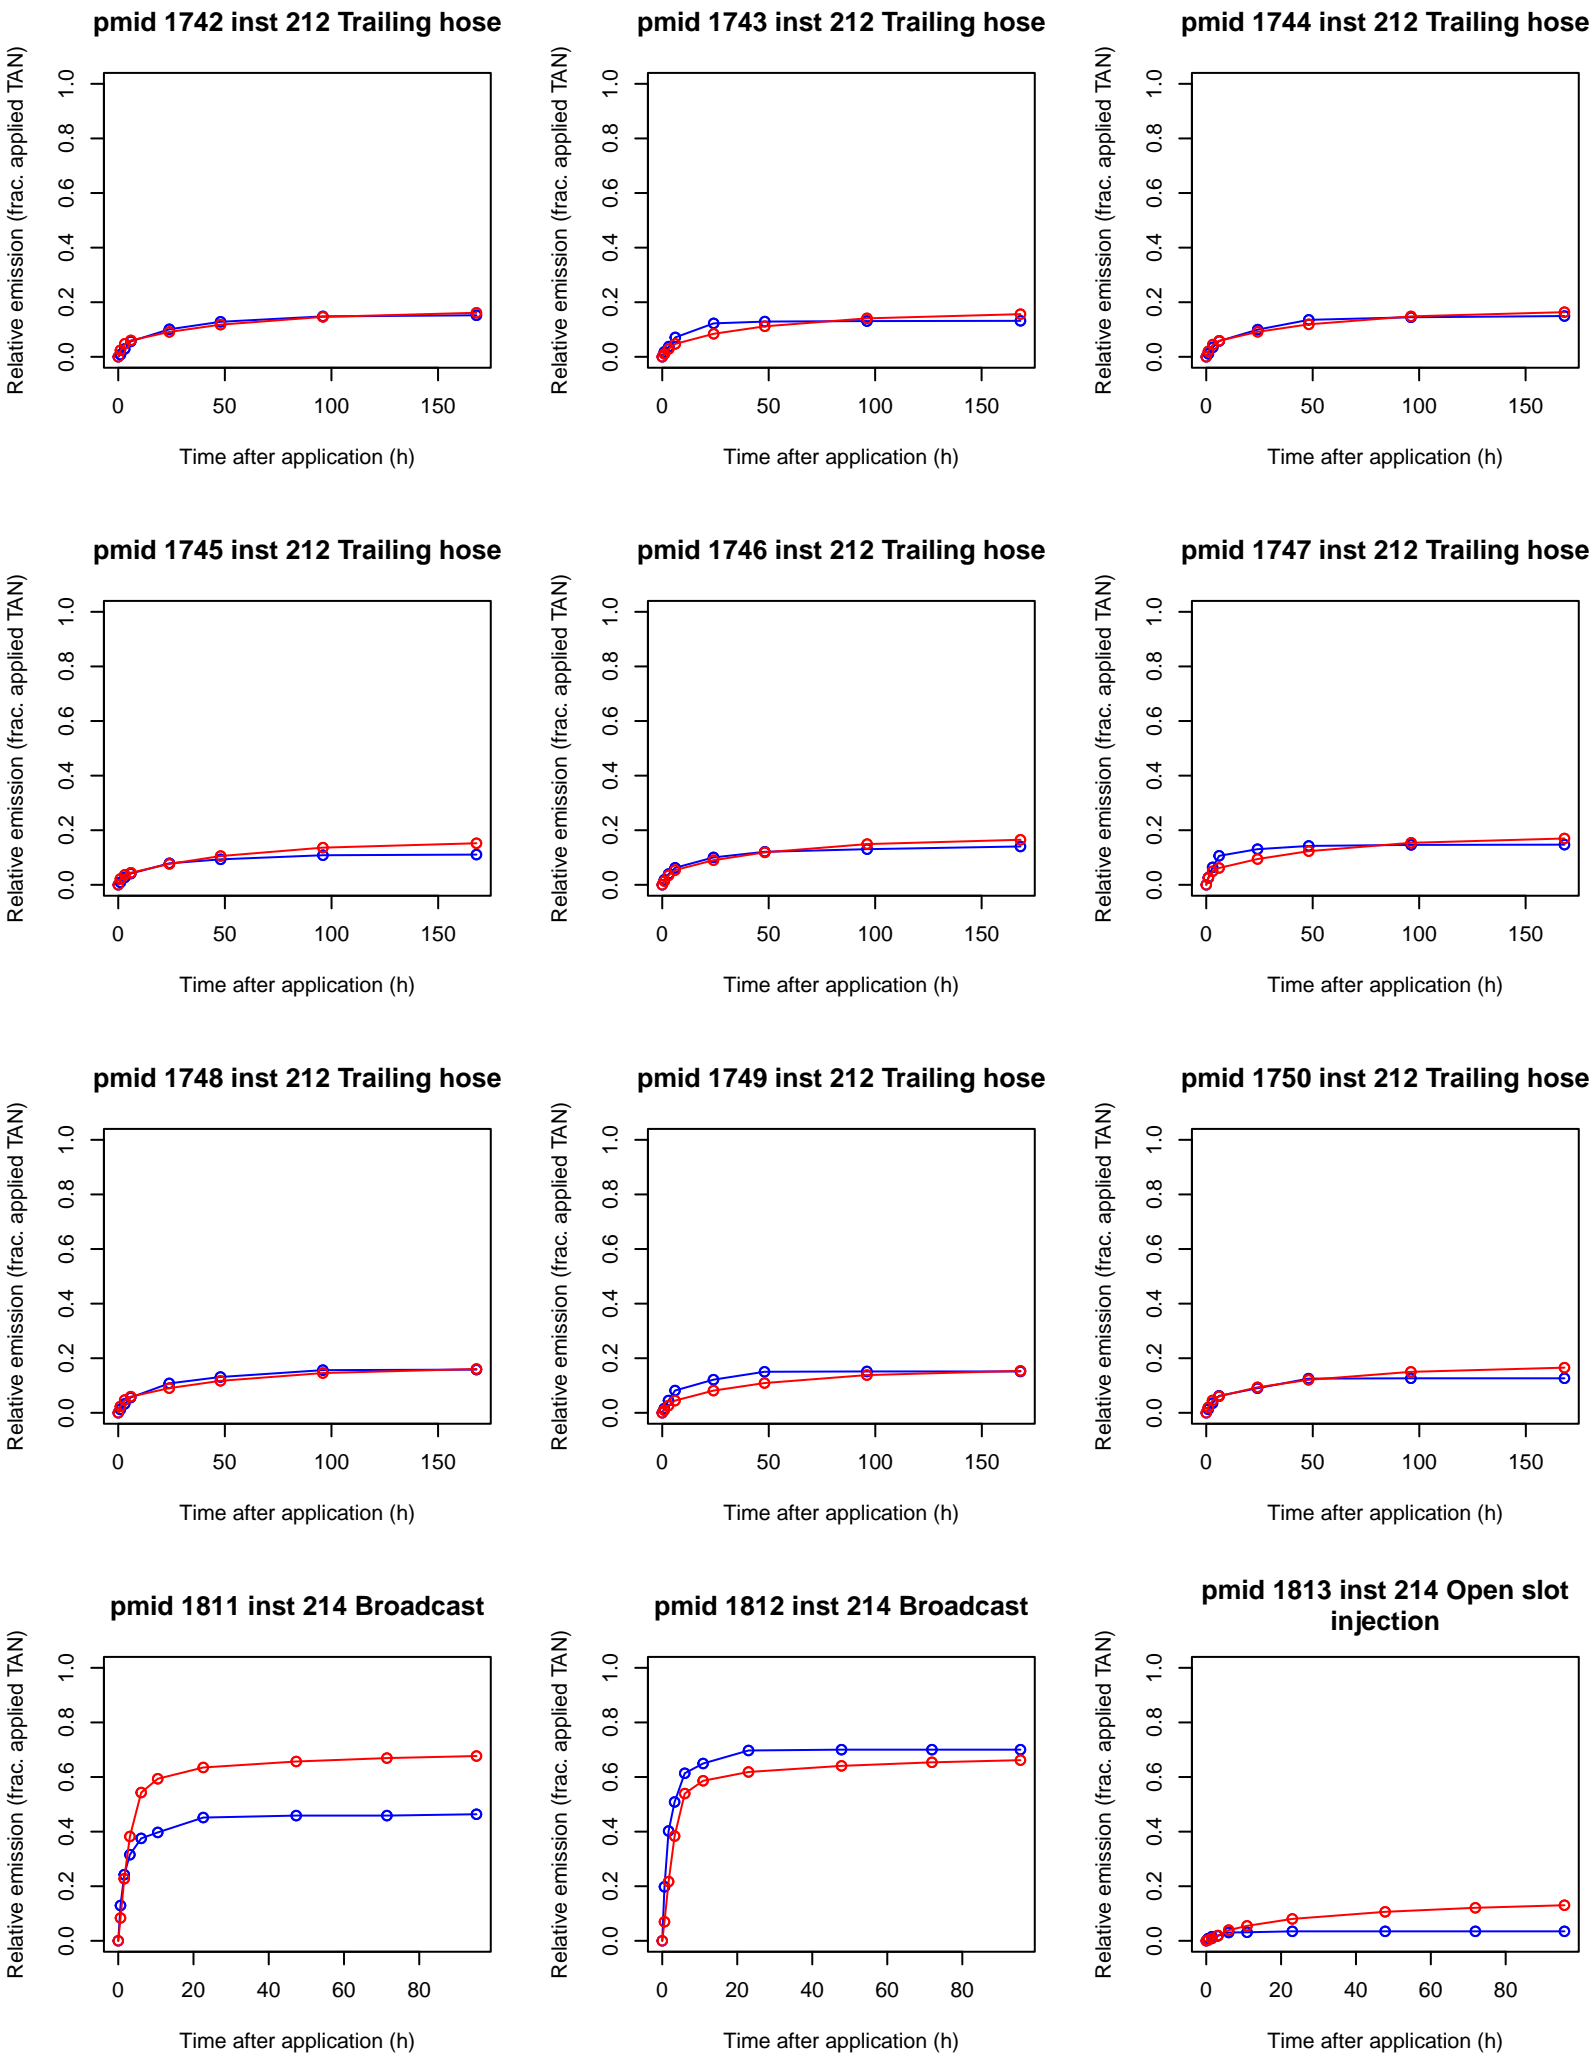 pmid 1742 inst 212 Trailing hose
Relative emission (frac. applied TAN)
1.0
0.8
0.6
0.4
0.2
0.0
0 50 100 150
Time after application (h)
pmid 1743 inst 212 Trailing hose
Relative emission (frac. applied TAN)
1.0
0.8
0.6
0.4
0.2
0.0
0 50 100 150
Time after application (h)
pmid 1744 inst 212 Trailing hose
Relative emission (frac. applied TAN)
1.0
0.8
0.6
0.4
0.2
0.0
0 50 100 150
Time after application (h)
pmid 1745 inst 212 Trailing hose
Relative emission (frac. applied TAN)
1.0
0.8
0.6
0.4
0.2
0.0
0 50 100 150
Time after application (h)
pmid 1746 inst 212 Trailing hose
Relative emission (frac. applied TAN)
1.0
0.8
0.6
0.4
0.2
0.0
0 50 100 150
Time after application (h)
pmid 1747 inst 212 Trailing hose
Relative emission (frac. applied TAN)
1.0
0.8
0.6
0.4
0.2
0.0
0 50 100 150
Time after application (h)
pmid 1748 inst 212 Trailing hose
Relative emission (frac. applied TAN)
1.0
0.8
0.6
0.4
0.2
0.0
0 50 100 150
Time after application (h)
pmid 1749 inst 212 Trailing hose
Relative emission (frac. applied TAN)
1.0
0.8
0.6
0.4
0.2
0.0
0 50 100 150
Time after application (h)
pmid 1750 inst 212 Trailing hose
Relative emission (frac. applied TAN)
1.0
0.8
0.6
0.4
0.2
0.0
0 50 100 150
Time after application (h)
pmid 1811 inst 214 Broadcast
Relative emission (frac. applied TAN)
1.0
0.8
0.6
0.4
0.2
0.0
0 20 40 60 80
Time after application (h)
pmid 1812 inst 214 Broadcast
Relative emission (frac. applied TAN)
1.0
0.8
0.6
0.4
0.2
0.0
0 20 40 60 80
Time after application (h)
pmid 1813 inst 214 Open slot
injection
Relative emission (frac. applied TAN)
1.0
0.8
0.6
0.4
0.2
0.0
0 20 40 60 80
Time after application (h)